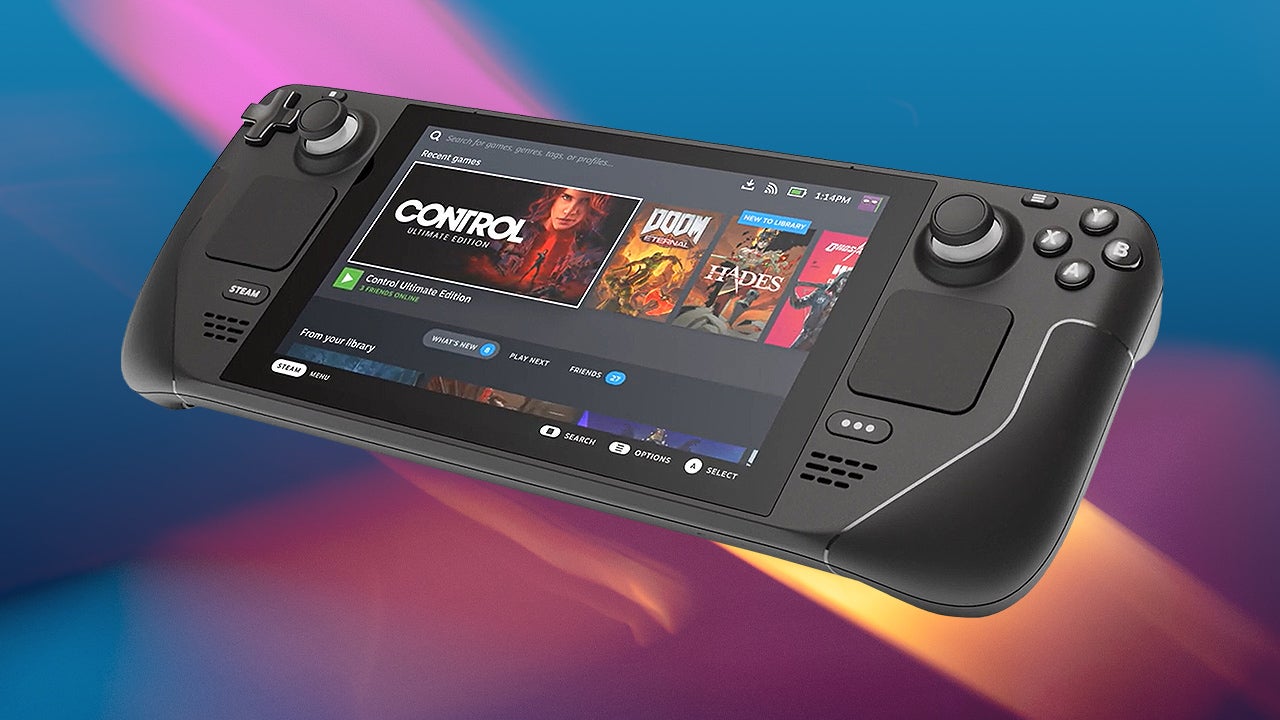 Search for games, genres, tags, or profiles...
Recent games
1:14PM
CONTROL
ULTIMATE EDITION
DOOM
ETERNAL
NEW TO LIBRARY
HADES
Control Ultimate Edition
3 FRIENDS ONLINE
From your library
WHAT'S NEW 8
PLAY NEXT
FRIENDS 27
STEAM MENU
SEARCH
OPTIONS
A SELECT
STEAM
Y
X
B
A